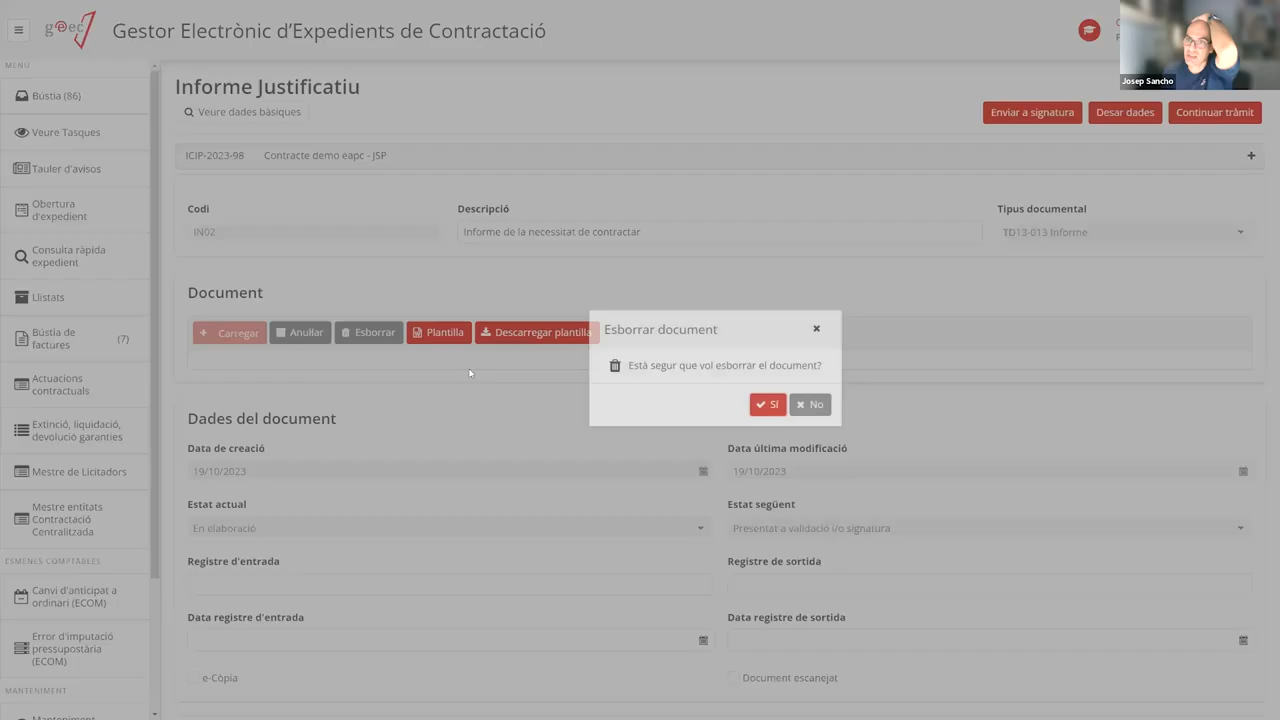 geec
Gestor Electrònic d'Expedients de Contractació
Josep Sancho
MENÚ
Bústia (86)
Veure Tasques
Tauler d'avisos
Obertura
d'expedient
Consulta ràpida
expedient
Llistats
Bústia de
factures
(7)
Actuacions
contractuals
Extinció, liquidació,
devolució garanties
Mestre de Licitadors
Mestre entitats
Contractació
Centralitzada
ESMENES COMPTABLES
Canvi d'anticipat a
ordinari (ECOM)
Error d'imputació
pressupostària
(ECOM)
MANTENIMENT
Manteniment
Informe Justificatiu
Veure dades bàsiques
Enviar a signatura
Desar dades
Continuar tràmit
ICIP-2023-98 Contracte demo eapc - JSP
Codi
Descripció
Tipus documental
IN02
Informe de la necessitat de contractar
TD13-013 Informe
Document
Carregar
Anul·lar
Esborrar
Plantilla
Descarregar plantilla
Esborrar document
Està segur que vol esborrar el document?
Sí
No
Dades del document
Data de creació
Data última modificació
19/10/2023
19/10/2023
Estat actual
Estat següent
En elaboració
Presentat a validació i/o signatura
Registre d'entrada
Registre de sortida
Data registre d'entrada
Data registre de sortida
e-Còpia
Document escanejat